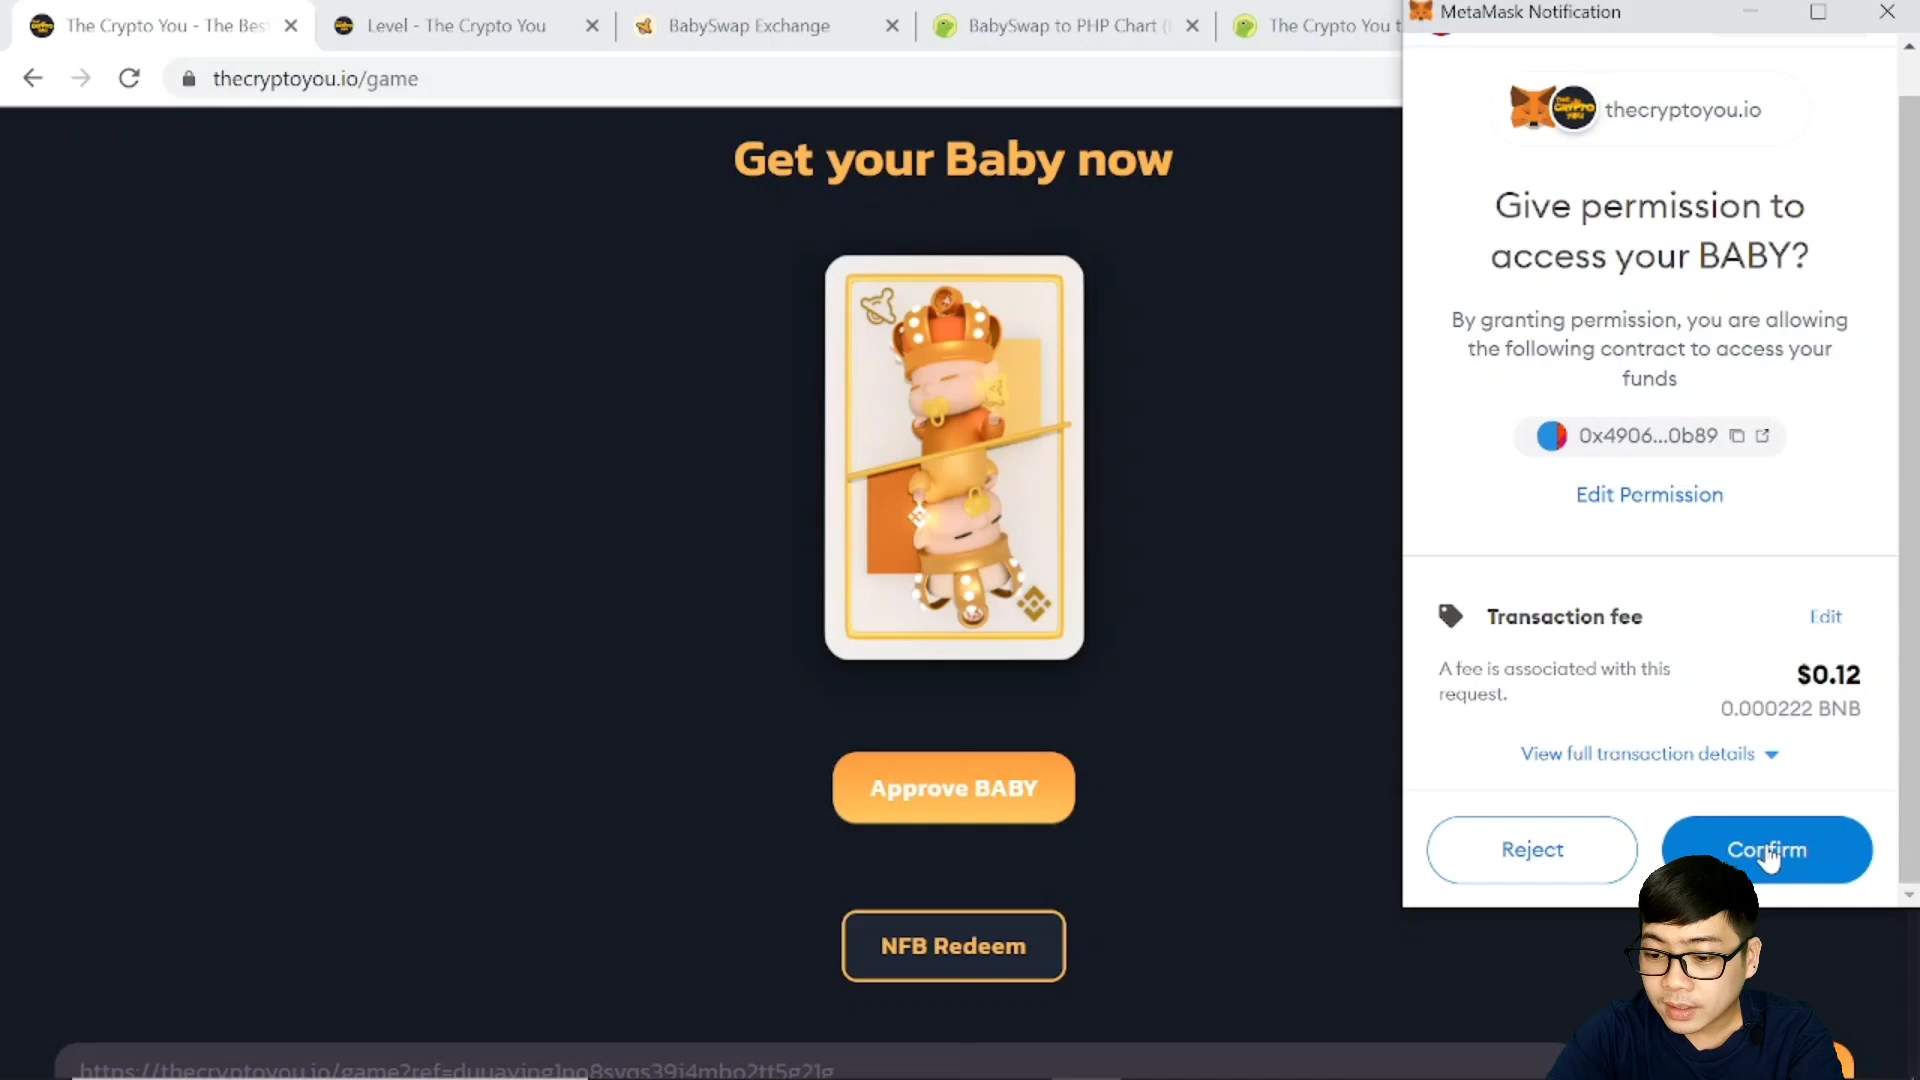 The Crypto You - The Best
Level - The Crypto You
BabySwap Exchange
BabySwap to PHP Chart (
The Crypto You t
MetaMask Notification
thecryptoyou.io/game
thecryptoyou.io
Get your Baby now
Give permission to
access your BABY?
By granting permission, you are allowing
the following contract to access your
funds
0x4906...0b89
Edit Permission
Transaction fee
Edit
A fee is associated with this
request.
$0.12
0.000222 BNB
View full transaction details
Approve BABY
Reject
Confirm
NFB Redeem